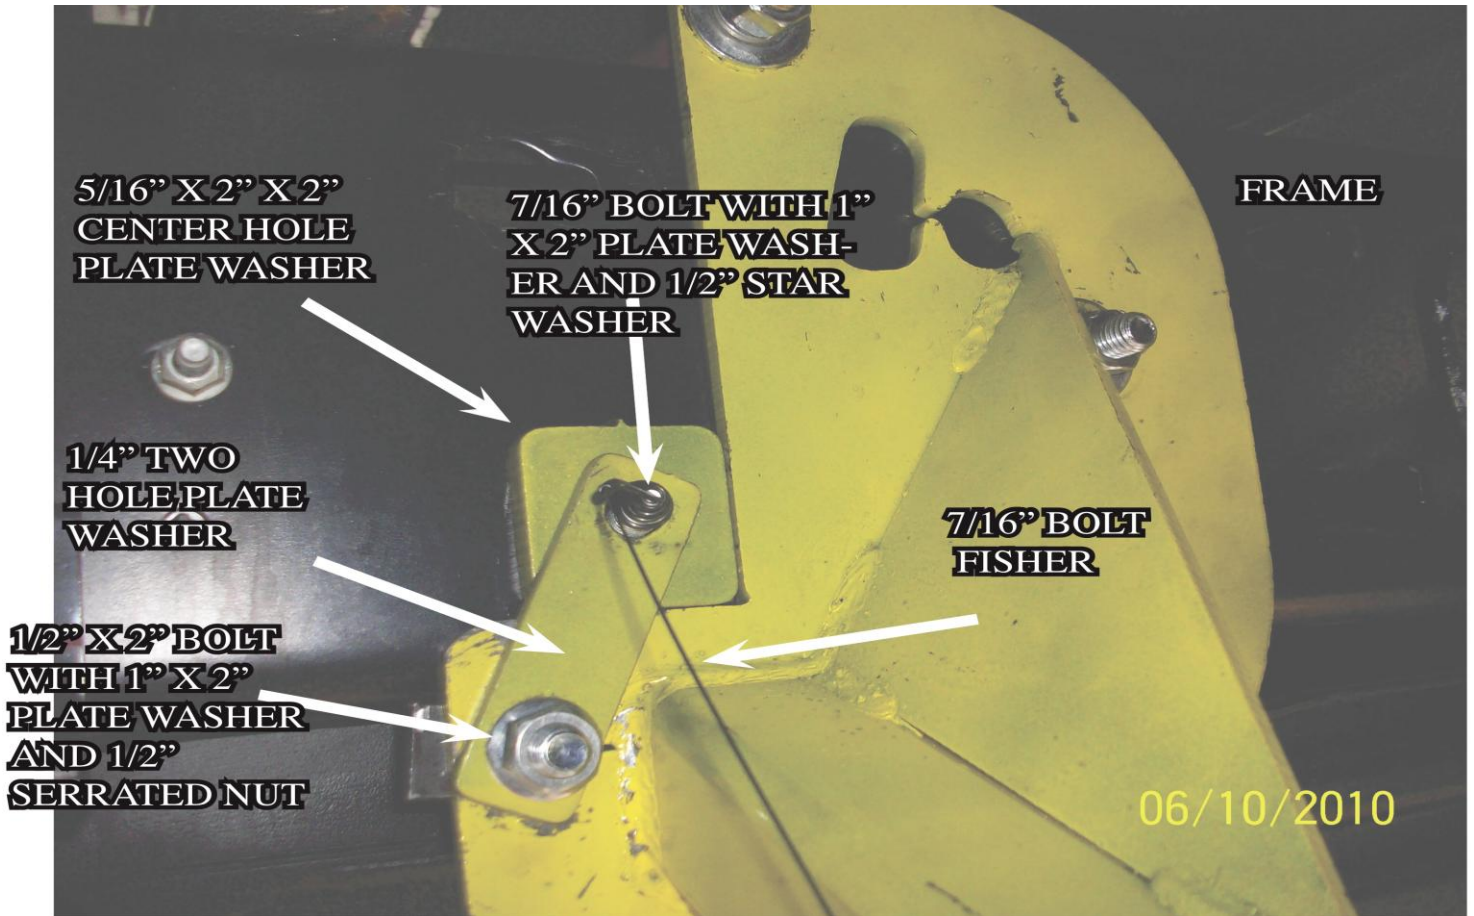 5/16” X 2” X 2”
CENTER HOLE
PLATE WASHER
7/16” BOLT WITH 1”
X 2” PLATE WASH-
ER AND 1/2” STAR
WASHER
FRAME
1/4” TWO
HOLE PLATE
WASHER
7/16” BOLT
FISHER
1/2” X 2” BOLT
WITH 1” X 2”
PLATE WASHER
AND 1/2”
SERRATED NUT
06/10/2010